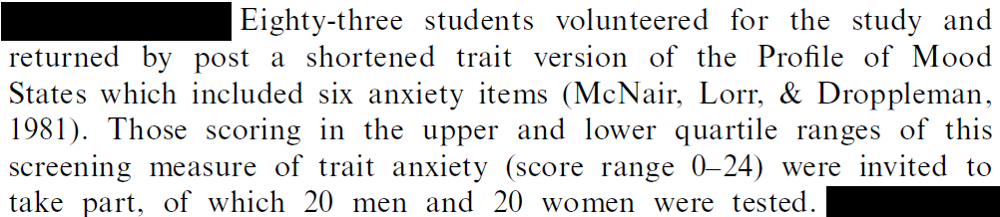 Eighty-three students volunteered for the study and
returned by post a shortened trait version of the Profile of Mood
States which included six anxiety items (McNair, Lorr, & Droppleman,
1981). Those scoring in the upper and lower quartile ranges of this
screening measure of trait anxiety (score range 0–24) were invited to
take part, of which 20 men and 20 women were tested.